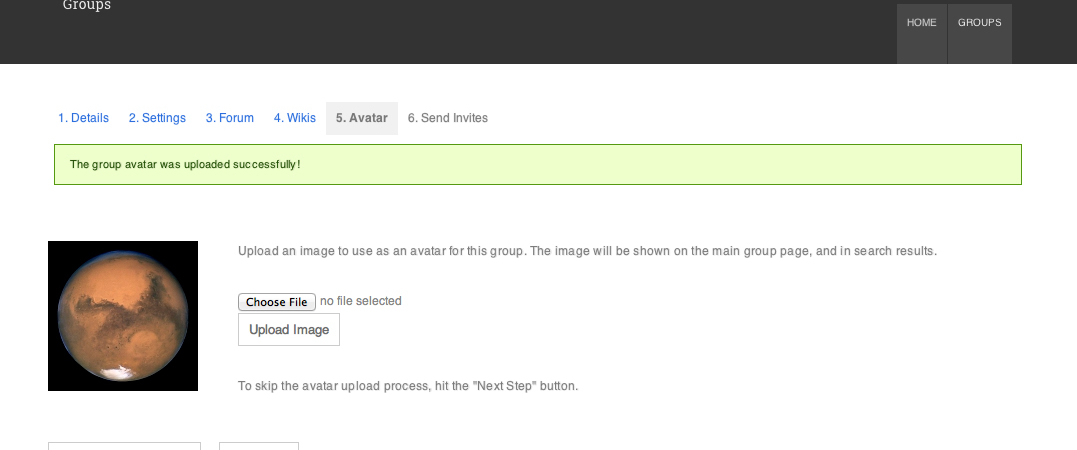 Groups
HOME GROUPS
1. Details 2. Settings 3. Forum 4. Wikis 5. Avatar 6. Send Invites
The group avatar was uploaded successfully!
Upload an image to use as an avatar for this group. The image will be shown on the main group page, and in search results.
Choose File no file selected
Upload Image
To skip the avatar upload process, hit the "Next Step" button.